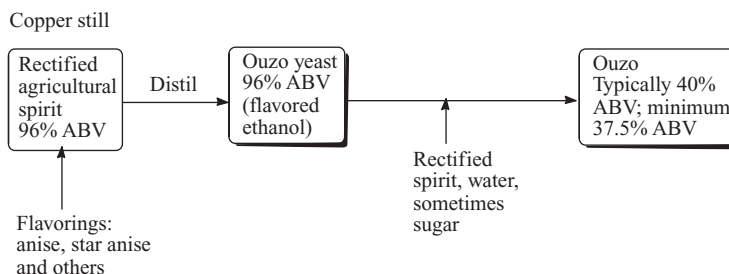 Copper still
Rectified
agricultural
spirit
96% ABV
Distil
Ouzo yeast
96% ABV
(flavored
ethanol)
Ouzo
Typically 40%
ABV; minimum
37.5% ABV
Rectified
spirit, water,
sometimes
sugar
Flavorings:
anise, star anise
and others